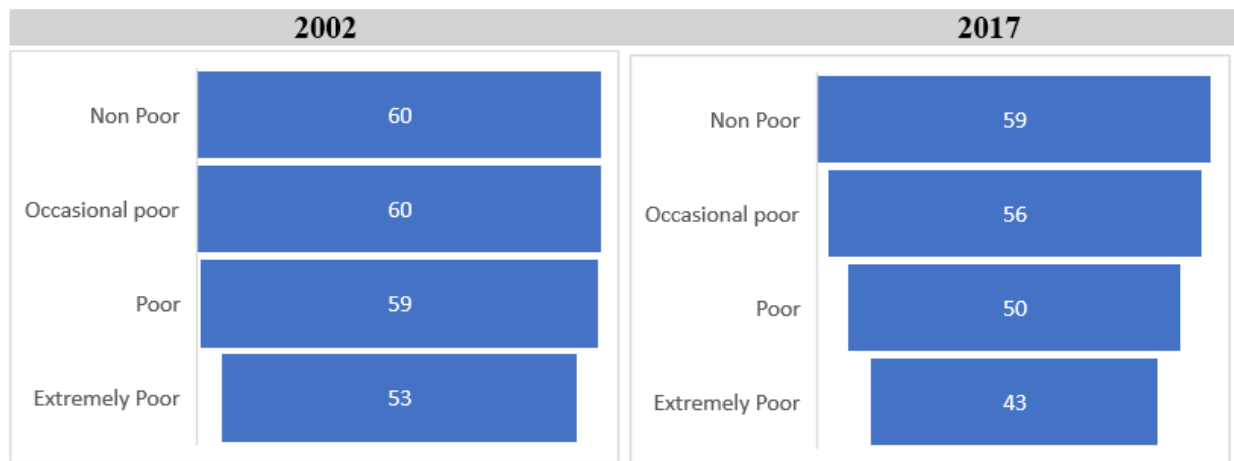 2002
2017
Non Poor
60
Occasional poor
60
Poor
59
Extremely Poor
53
Non Poor
59
Occasional poor
56
Poor
50
Extremely Poor
43